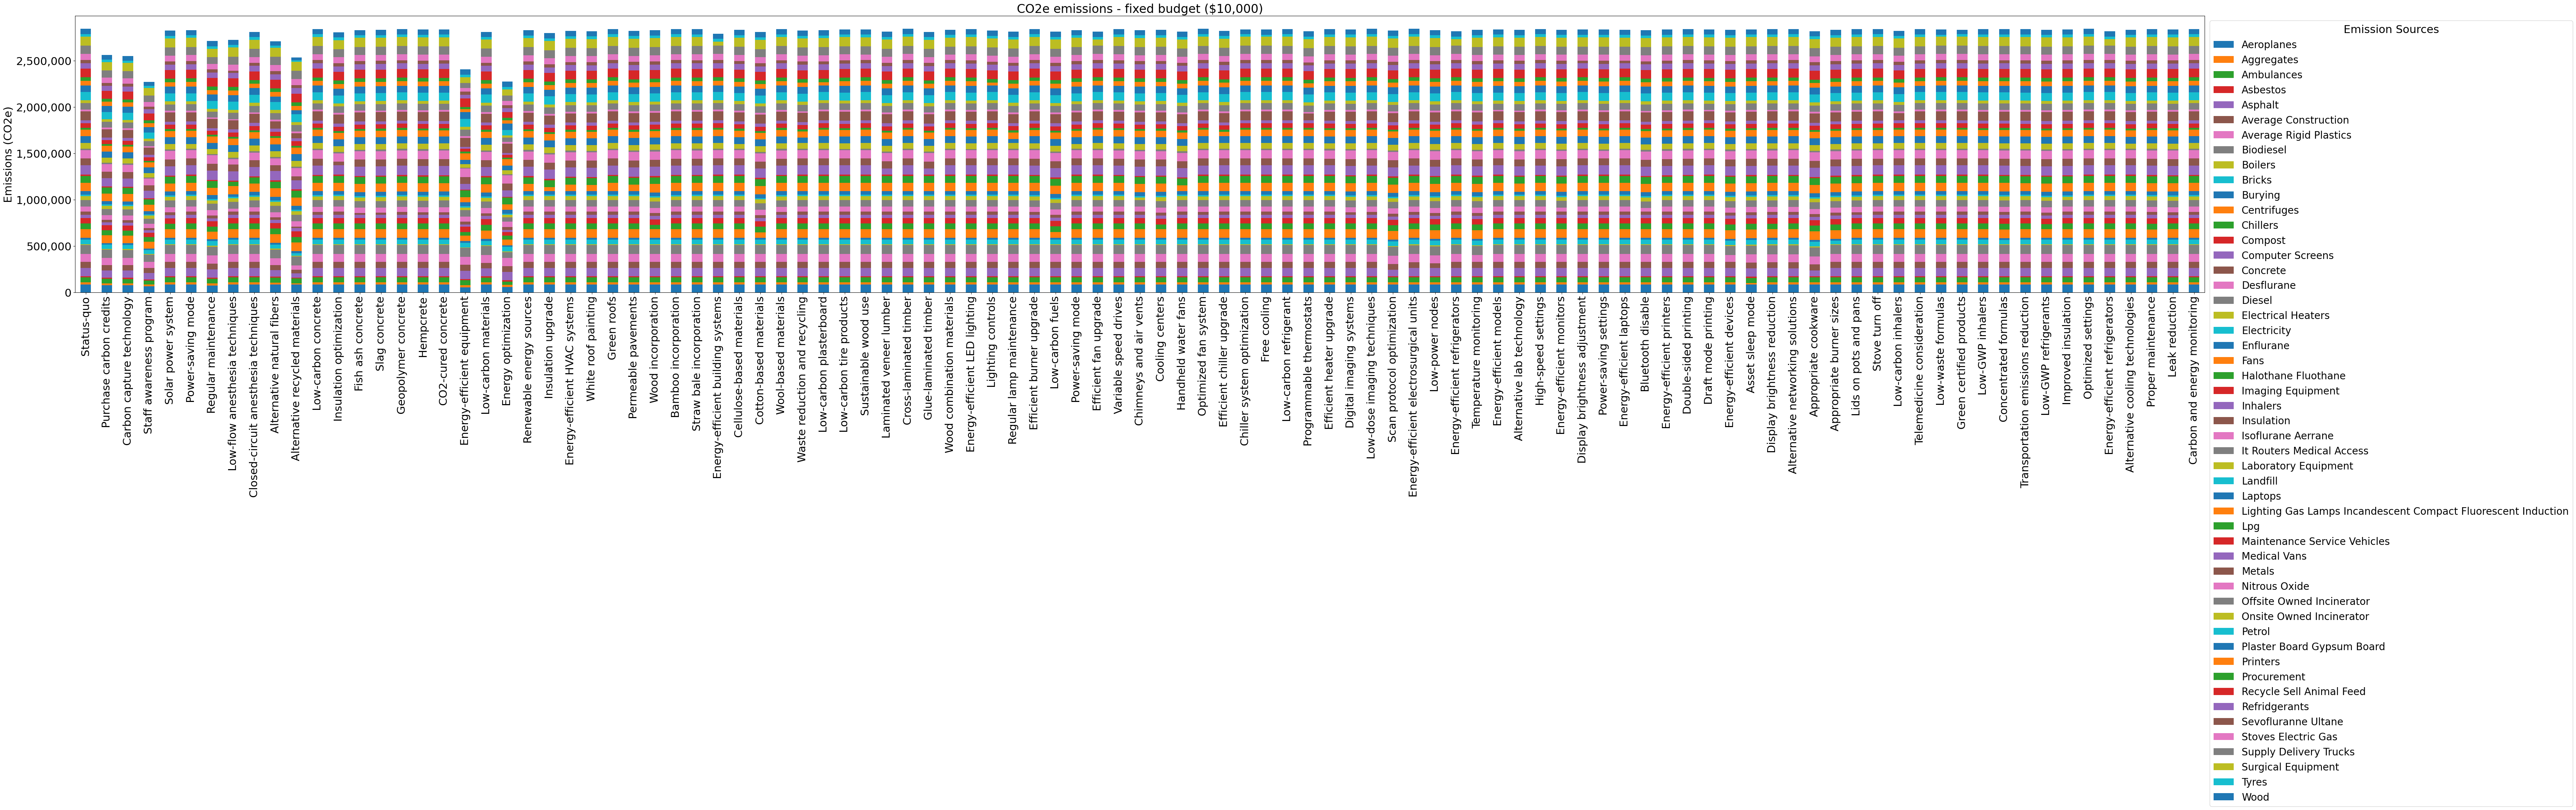 CO2e emissions - fixed budget ($10,000)
Emissions (CO2e)
2,500,000
2,000,000
1,500,000
1,000,000
500,000
0
Status-quo
Purchase carbon credits
Carbon capture technology
Staff awareness program
Solar power system
Power-saving mode
Regular maintenance
Low-flow anesthesia techniques
Closed-circuit anesthesia techniques
Alternative natural fibers
Alternative recycled materials
Low-carbon concrete
Insulation optimization
Fish ash concrete
Slag concrete
Geopolymer concrete
Hempcrete
CO2-cured concrete
Energy-efficient equipment
Low-carbon materials
Energy optimization
Renewable energy sources
Insulation upgrade
Energy-efficient HVAC systems
White roof painting
Green roofs
Permeable pavements
Wood incorporation
Bamboo incorporation
Straw bale incorporation
Energy-efficient building systems
Cellulose-based materials
Cotton-based materials
Wool-based materials
Waste reduction and recycling
Low-carbon plasterboard
Low-carbon tire products
Sustainable wood use
Laminated veneer lumber
Cross-laminated timber
Glue-laminated timber
Wood combination materials
Energy-efficient LED lighting
Lighting controls
Regular lamp maintenance
Efficient burner upgrade
Low-carbon fuels
Power-saving mode
Efficient fan upgrade
Variable speed drives
Chimneys and air vents
Cooling centers
Handheld water fans
Optimized fan system
Efficient chiller upgrade
Chiller system optimization
Free cooling
Low-carbon refrigerant
Programmable thermostats
Efficient heater upgrade
Digital imaging systems
Low-dose imaging techniques
Scan protocol optimization
Energy-efficient electrosurgical units
Low-power nodes
Energy-efficient refrigerators
Temperature monitoring
Energy-efficient models
Alternative lab technology
High-speed settings
Energy-efficient monitors
Display brightness adjustment
Power-saving settings
Energy-efficient laptops
Bluetooth disable
Energy-efficient printers
Double-sided printing
Draft mode printing
Energy-efficient devices
Asset sleep mode
Display brightness reduction
Alternative networking solutions
Appropriate cookware
Appropriate burner sizes
Lids on pots and pans
Stove turn off
Low-carbon inhalers
Telemedicine consideration
Low-waste formulas
Green certified products
Low-GWP inhalers
Concentrated formulas
Transportation emissions reduction
Low-GWP refrigerants
Improved insulation
Optimized settings
Energy-efficient refrigerators
Alternative cooling technologies
Proper maintenance
Leak reduction
Carbon and energy monitoring
Emission Sources
Aeroplanes
Aggregates
Ambulances
Asbestos
Asphalt
Average Construction
Average Rigid Plastics
Biodiesel
Boilers
Bricks
Burying
Centrifuges
Chillers
Compost
Computer Screens
Concrete
Desflurane
Diesel
Electrical Heaters
Electricity
Enflurane
Fans
Halothane Fluothane
Imaging Equipment
Inhalers
Insulation
Isoflurane Aerrane
It Routers Medical Access
Laboratory Equipment
Landfill
Laptops
Lighting Gas Lamps Incandescent Compact Fluorescent Induction
Lpg
Maintenance Service Vehicles
Medical Vans
Metals
Nitrous Oxide
Offsite Owned Incinerator
Onsite Owned Incinerator
Petrol
Plaster Board Gypsum Board
Printers
Procurement
Recycle Sell Animal Feed
Refridgerants
Sevofluranne Ultane
Stoves Electric Gas
Supply Delivery Trucks
Surgical Equipment
Tyres
Wood